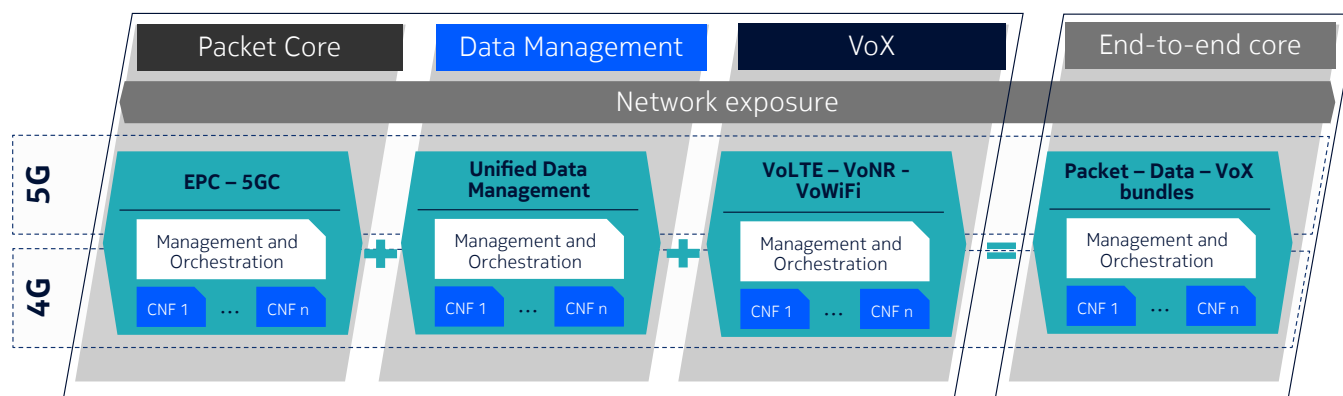 Packet Core
Data Management
VoX
End-to-end core
Network exposure
5G
4G
EPC – 5GC
Management and
Orchestration
CNF 1
...
CNF n
Unified Data
Management
Management and
Orchestration
CNF 1
...
CNF n
VoLTE – VoNR -
VoWiFi
Management and
Orchestration
CNF 1
...
CNF n
Packet – Data – VoX
bundles
Management and
Orchestration
CNF 1
...
CNF n